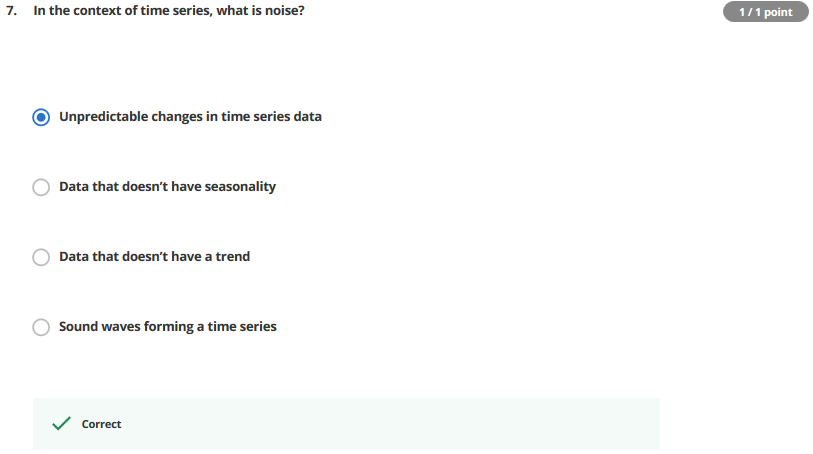 7. In the context of time series, what is noise?
1 / 1 point
Unpredictable changes in time series data
Data that doesn't have seasonality
Data that doesn't have a trend
Sound waves forming a time series
Correct